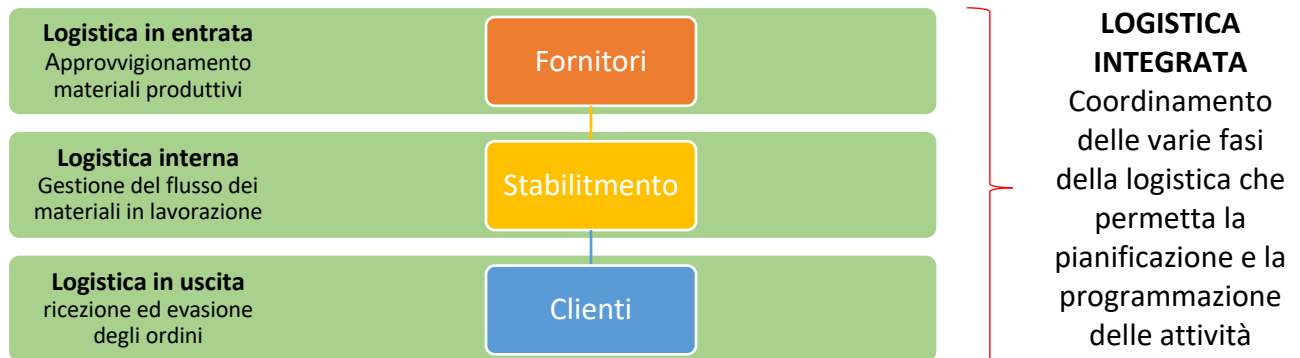 Logistica in entrata
Approvvigionamento
materiali produttivi
Fornitori
Logistica interna
Gestione del flusso dei
materiali in lavorazione
Stabilitmento
Logistica in uscita
ricezione ed evasione
degli ordini
Clienti
LOGISTICA
INTEGRATA
Coordinamento
delle varie fasi
della logistica che
permetta la
pianificazione e la
programmazione
delle attività